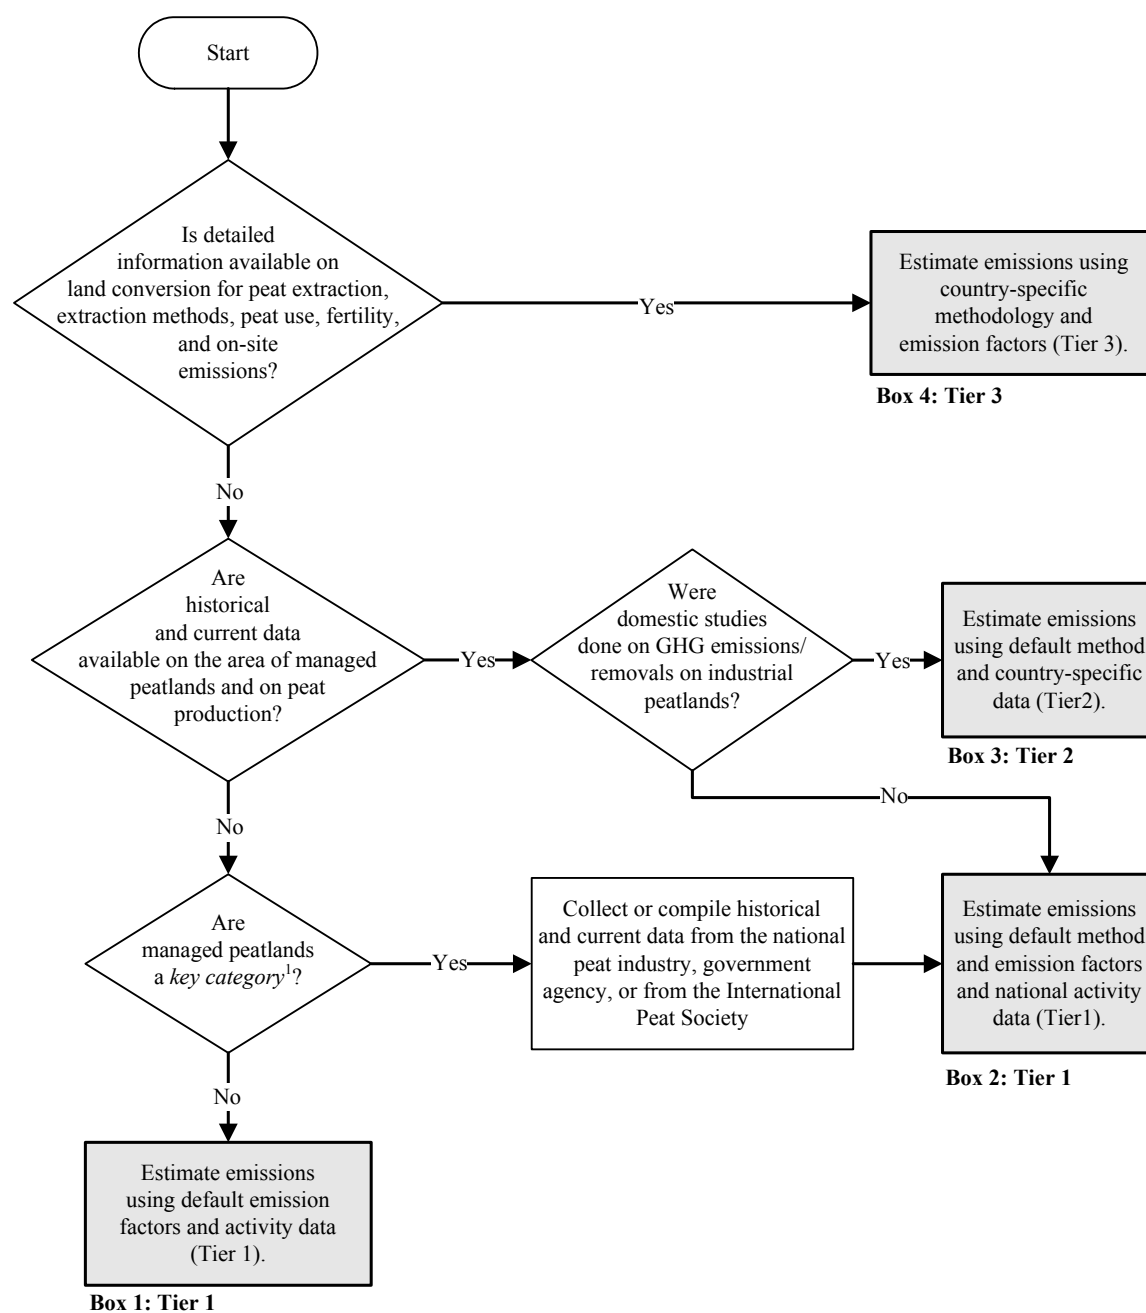 Start
Is detailed
information available on
land conversion for peat extraction,
extraction methods, peat use, fertility,
and on-site
emissions?
Yes
Estimate emissions using
country-specific
methodology and
emission factors (Tier 3).
Box 4: Tier 3
No
Are
historical
and current data
available on the area of managed
peatlands and on peat
production?
Yes
Were
domestic studies
done on GHG emissions/
removals on industrial
peatlands?
Yes
Estimate emissions
using default method
and country-specific
data (Tier2).
Box 3: Tier 2
No
No
Are
managed peatlands
a key category¹?
Yes
Collect or compile historical
and current data from the national
peat industry, government
agency, or from the International
Peat Society
Estimate emissions
using default method
and emission factors
and national activity
data (Tier1).
Box 2: Tier 1
No
Estimate emissions
using default emission
factors and activity data
(Tier 1).
Box 1: Tier 1